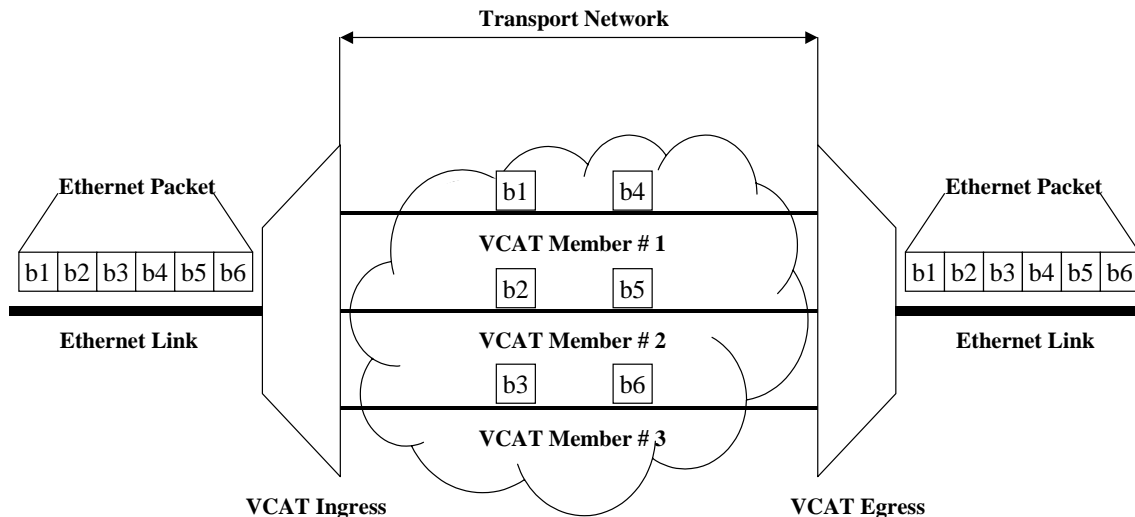 Transport Network
Ethernet Packet
b1 b2 b3 b4 b5 b6
Ethernet Link
b1 b4
VCAT Member # 1
b2 b5
VCAT Member # 2
b3 b6
VCAT Member # 3
Ethernet Packet
b1 b2 b3 b4 b5 b6
Ethernet Link
VCAT Ingress
VCAT Egress